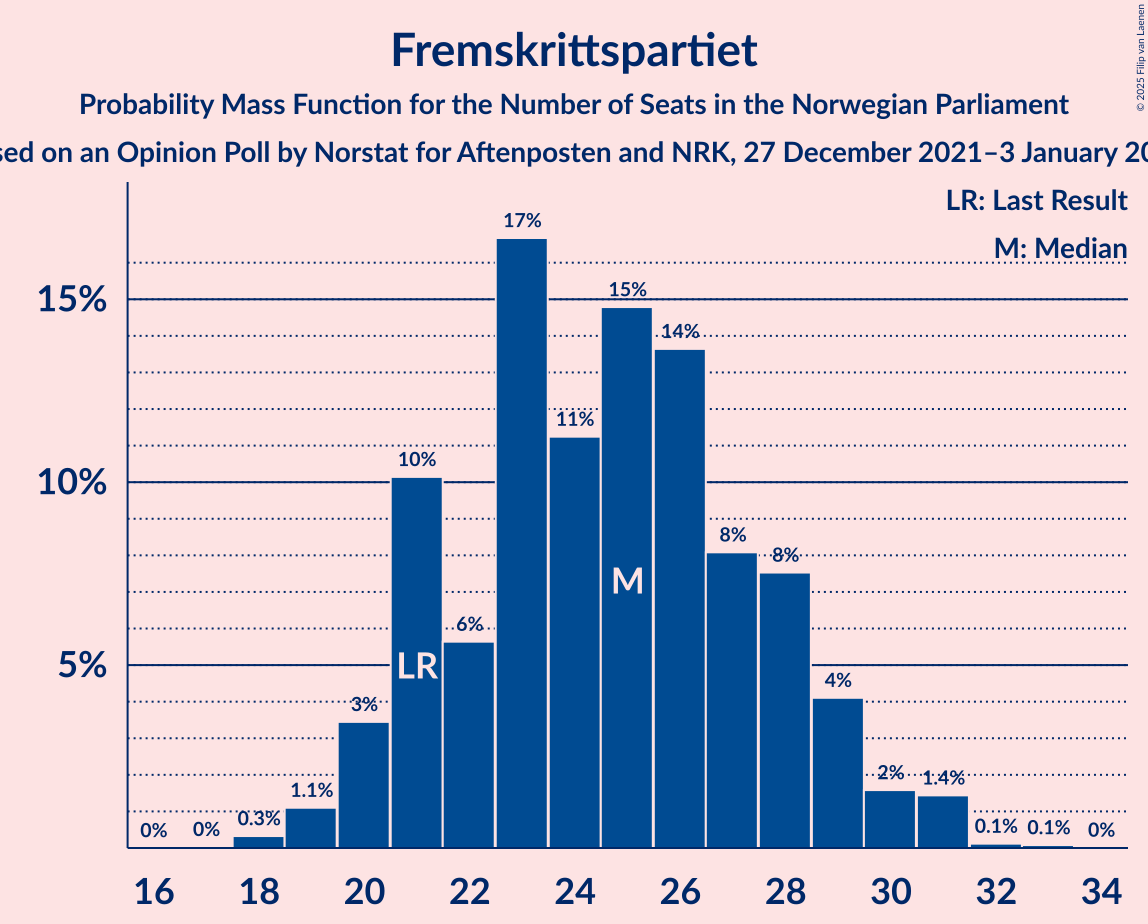 Fremskrittspartiet
Probability Mass Function for the Number of Seats in the Norwegian Parliament
sed on an Opinion Poll by Norstat for Aftenposten and NRK, 27 December 2021–3 January 20
© 2025 Filip van Laenen
LR: Last Result
M: Median
15%
10%
5%
0%
0%
0.3%
1.1%
3%
10%
6%
17%
11%
15%
14%
8%
8%
4%
2%
1.4%
0.1%
0.1%
0%
LR
M
16 18 20 22 24 26 28 30 32 34